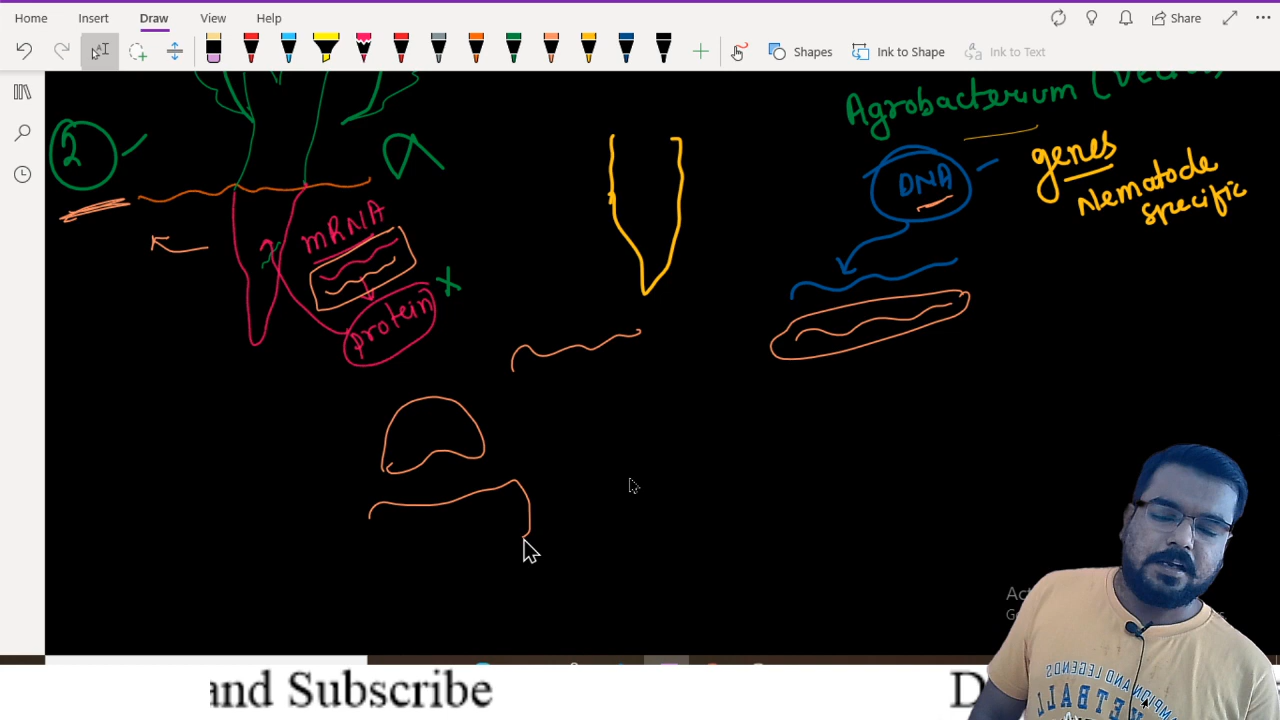 Home Insert Draw View Help
Share
Shapes Ink to Shape Ink to Text
Agrobacterium
2
DNA
genes
Nematode
specific
mRNA
protein
and Subscribe